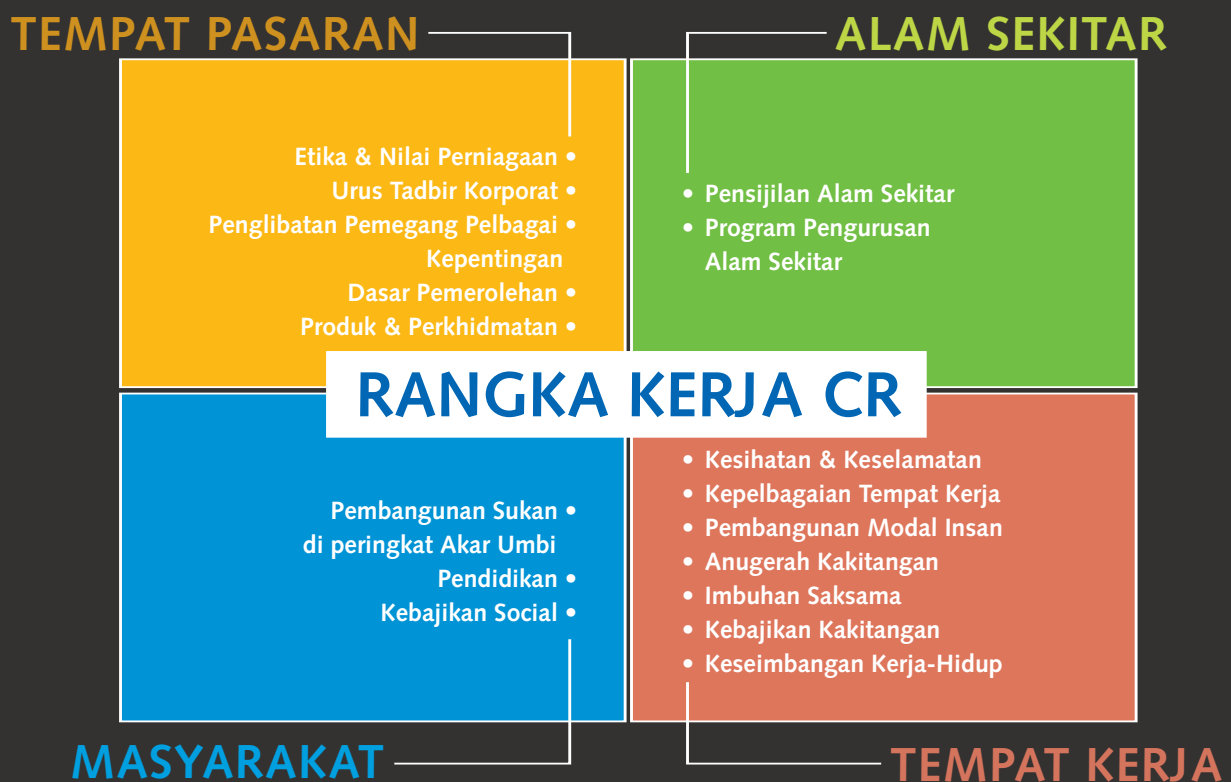 TEMPAT PASARAN
Etika & Nilai Perniagaan •
Urus Tadbir Korporat •
Penglibatan Pemegang Pelbagai •
Kepentingan
Dasar Pemerolehan •
Produk & Perkhidmatan •
ALAM SEKITAR
• Pensijilan Alam Sekitar
• Program Pengurusan
Alam Sekitar
RANGKA KERJA CR
Pembangunan Sukan •
di peringkat Akar Umbi
Pendidikan •
Kebajikan Social •
MASYARAKAT
• Kesihatan & Keselamatan
• Kepelbagaian Tempat Kerja
• Pembangunan Modal Insan
• Anugerah Kakitangan
• Imbuhan Saksama
• Kebajikan Kakitangan
• Keseimbangan Kerja-Hidup
TEMPAT KERJA